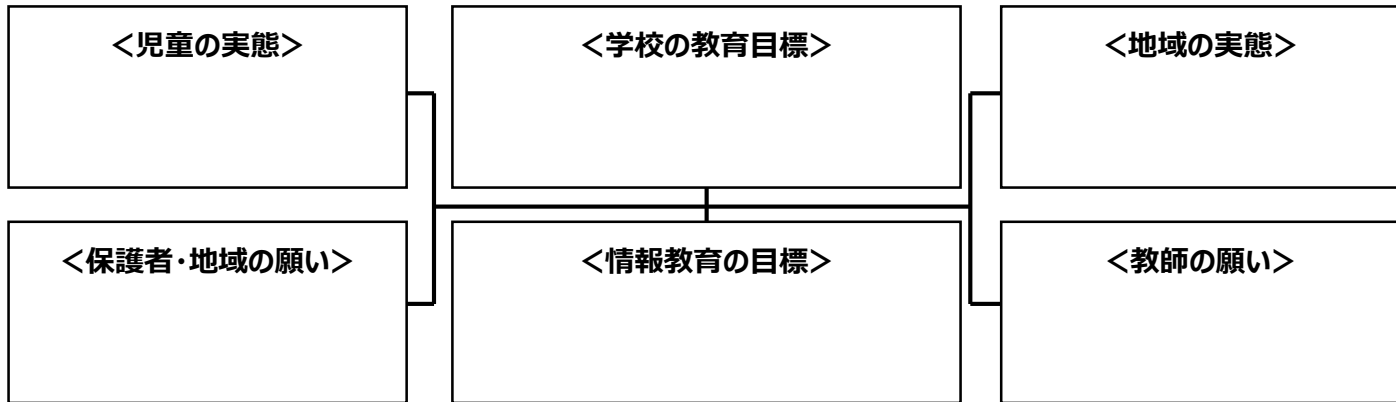 ＜児童の実態＞
＜学校の教育目標＞
＜地域の実態＞
＜保護者・地域の願い＞
＜情報教育の目標＞
＜教師の願い＞